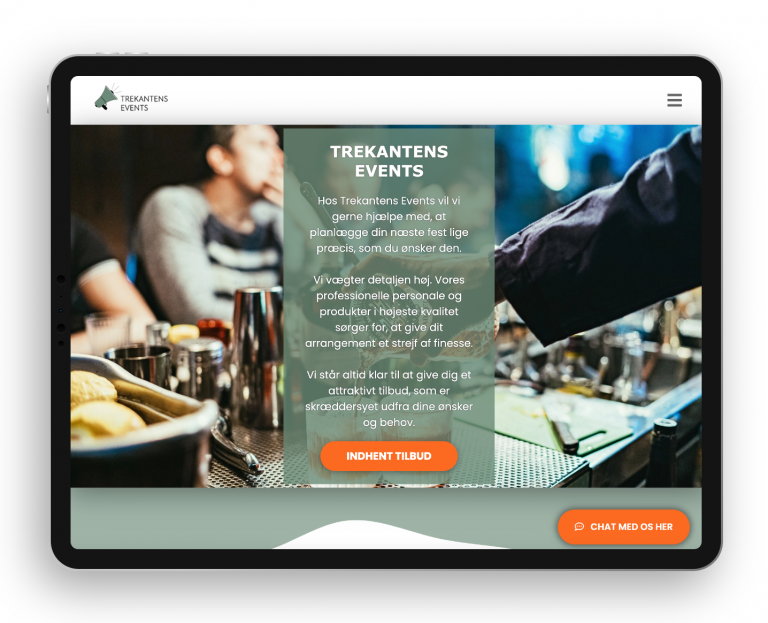 TREKANTENS
EVENTS
TREKANTENS
EVENTS
Hos Trekantens Events vil vi
gerne hjælpe med, at
planlægge din næste fest lige
præcis, som du ønsker den.
Vi vægter detaljen høj. Vores
professionelle personale og
produkter i højeste kvalitet
sørger for, at give dit
arrangement et strejf af finesse.
Vi står altid klar til at give dig et
attraktivt tilbud, som er
skræddersyet udfra dine ønsker
og behov.
INDHENT TILBUD
CHAT MED OS HER